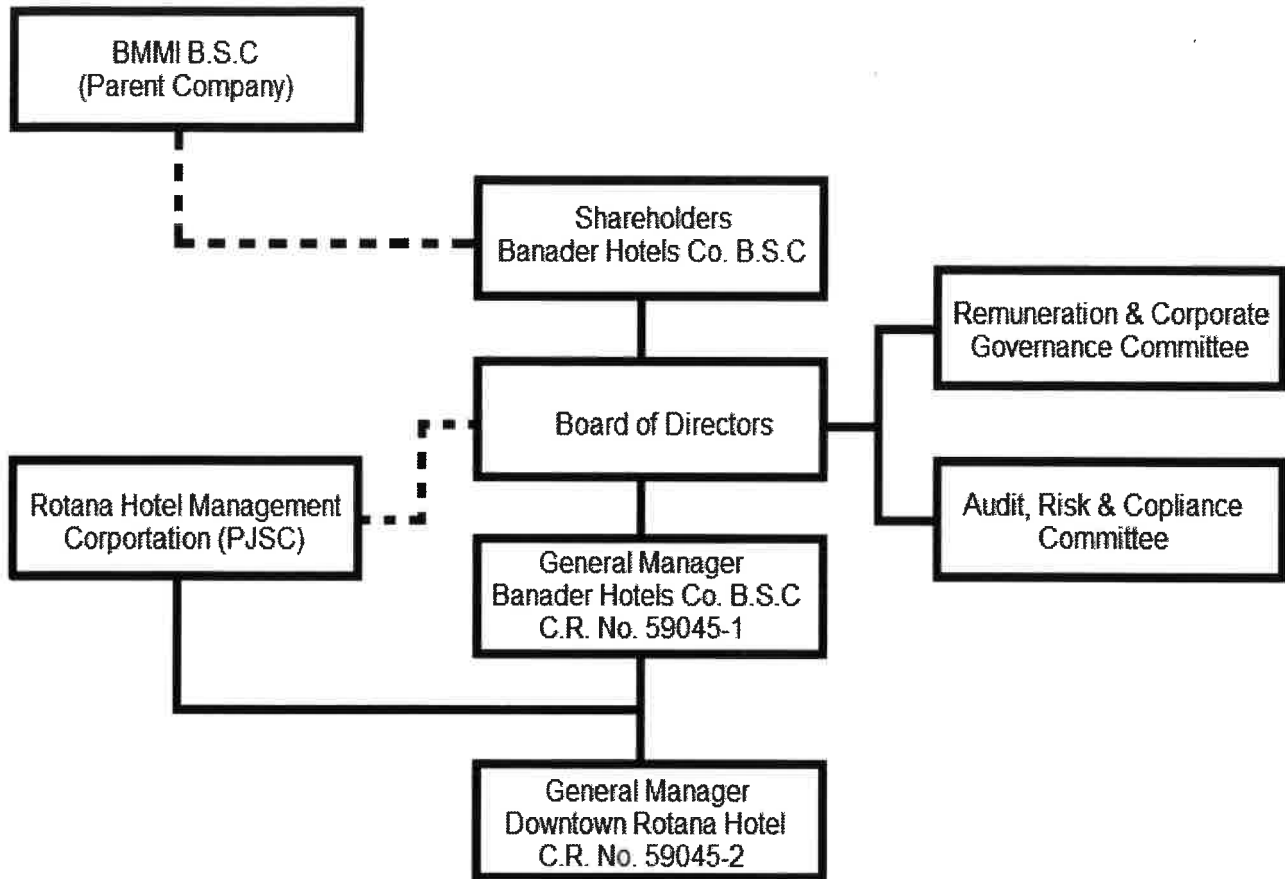 BMMI B.S.C
(Parent Company)
Shareholders
Banader Hotels Co. B.S.C
Remuneration & Corporate
Governance Committee
Board of Directors
Rotana Hotel Management
Corportation (PJSC)
Audit, Risk & Copliance
Committee
General Manager
Banader Hotels Co. B.S.C
C.R. No. 59045-1
General Manager
Downtown Rotana Hotel
C.R. No. 59045-2